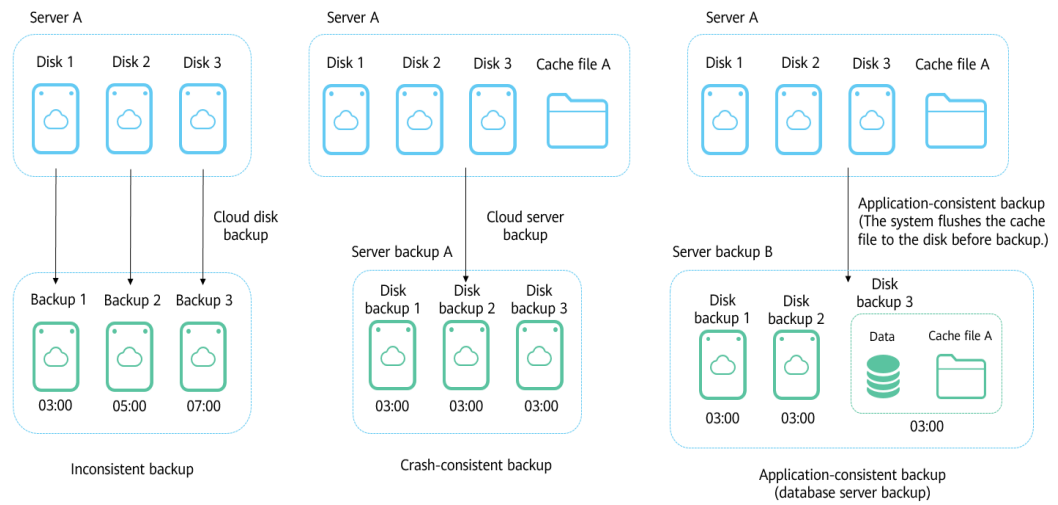 Server A
Disk 1
Disk 2
Disk 3
Cloud disk
backup
Backup 1
Backup 2
Backup 3
03:00
05:00
07:00
Inconsistent backup
Server A
Disk 1
Disk 2
Disk 3
Cache file A
Cloud server
backup
Server backup A
Disk
backup 1
Disk
backup 2
Disk
backup 3
03:00
03:00
03:00
Crash-consistent backup
Server A
Disk 1
Disk 2
Disk 3
Cache file A
Application-consistent backup
(The system flushes the cache
file to the disk before backup.)
Server backup B
Disk
backup 1
Disk
backup 2
Disk
backup 3
Data
Cache file A
03:00
03:00
03:00
Application-consistent backup
(database server backup)